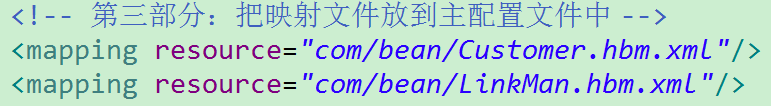 <!-- 第三部分：把映射文件放到主配置文件中 -->
<mapping resource="com/bean/Customer.hbm.xml"/>
<mapping resource="com/bean/LinkMan.hbm.xml"/>